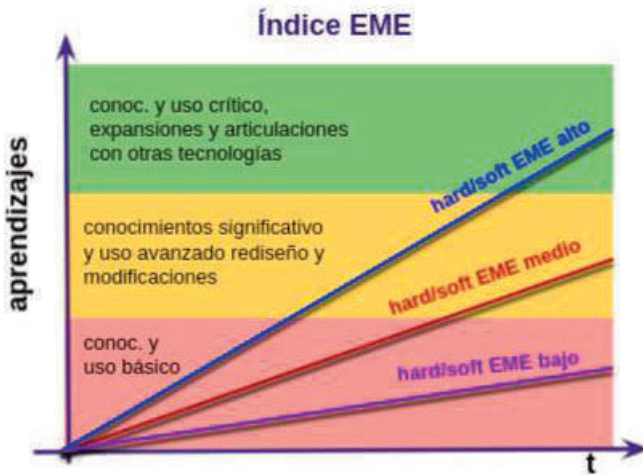 Índice EME
aprendizajes
conoc. y uso crítico,
expansiones y articulaciones
con otras tecnologías
hard/soft EME alto
conocimientos significativo
y uso avanzado rediseño y
modificaciones
hard/soft EME medio
conoc. y
uso básico
hard/soft EME bajo
t